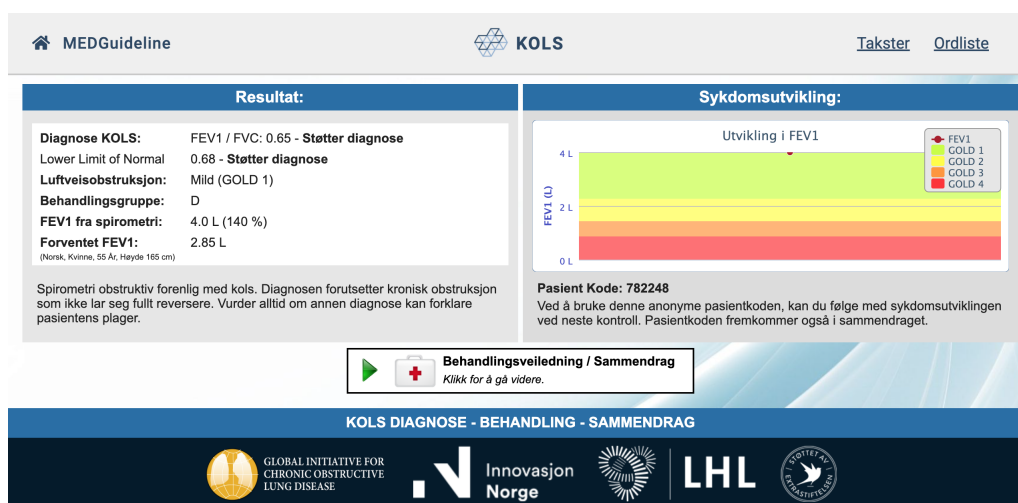 MEDGuideline
KOLS
Takster Ordliste
Resultat:
Diagnose KOLS: FEV1 / FVC: 0.65 - Støtter diagnose
Lower Limit of Normal 0.68 - Støtter diagnose
Luftveisobstruksjon: Mild (GOLD 1)
Behandlingsgruppe: D
FEV1 fra spirometri: 4.0 L (140 %)
Forventet FEV1: 2.85 L
(Norsk, Kvinne, 55 År, Høyde 165 cm)
Spirometri obstruktiv forenlig med kols. Diagnosen forutsetter kronisk obstruksjon
som ikke lar seg fullt reversere. Vurder alltid om annen diagnose kan forklare
pasientens plager.
Sykdomsutvikling:
Utvikling i FEV1
FEV1
GOLD 1
GOLD 2
GOLD 3
GOLD 4
FEV1 (L)
4 L
2 L
0 L
Pasient Kode: 782248
Ved å bruke denne anonyme pasientkoden, kan du følge med sykdomsutviklingen
ved neste kontroll. Pasientkoden fremkommer også i sammendraget.
Behandlingsveiledning / Sammendrag
Klikk for å gå videre.
KOLS DIAGNOSE - BEHANDLING - SAMMENDRAG
GLOBAL INITIATIVE FOR
CHRONIC OBSTRUCTIVE
LUNG DISEASE
Innovasjon
Norge
LHL
STØTTET AV
EXTRASTIFTELSEN